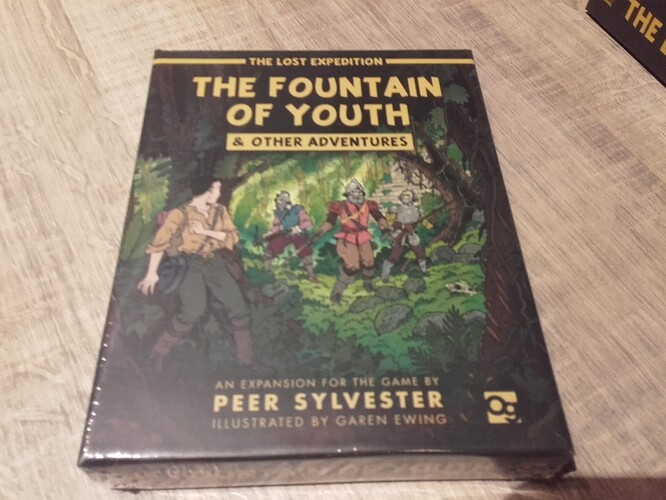 THE LOST EXPEDITION
THE FOUNTAIN
OF YOUTH
& OTHER ADVENTURES
AN EXPANSION FOR THE GAME BY
PEER SYLVESTER
ILLUSTRATED BY GAREN EWING
THE